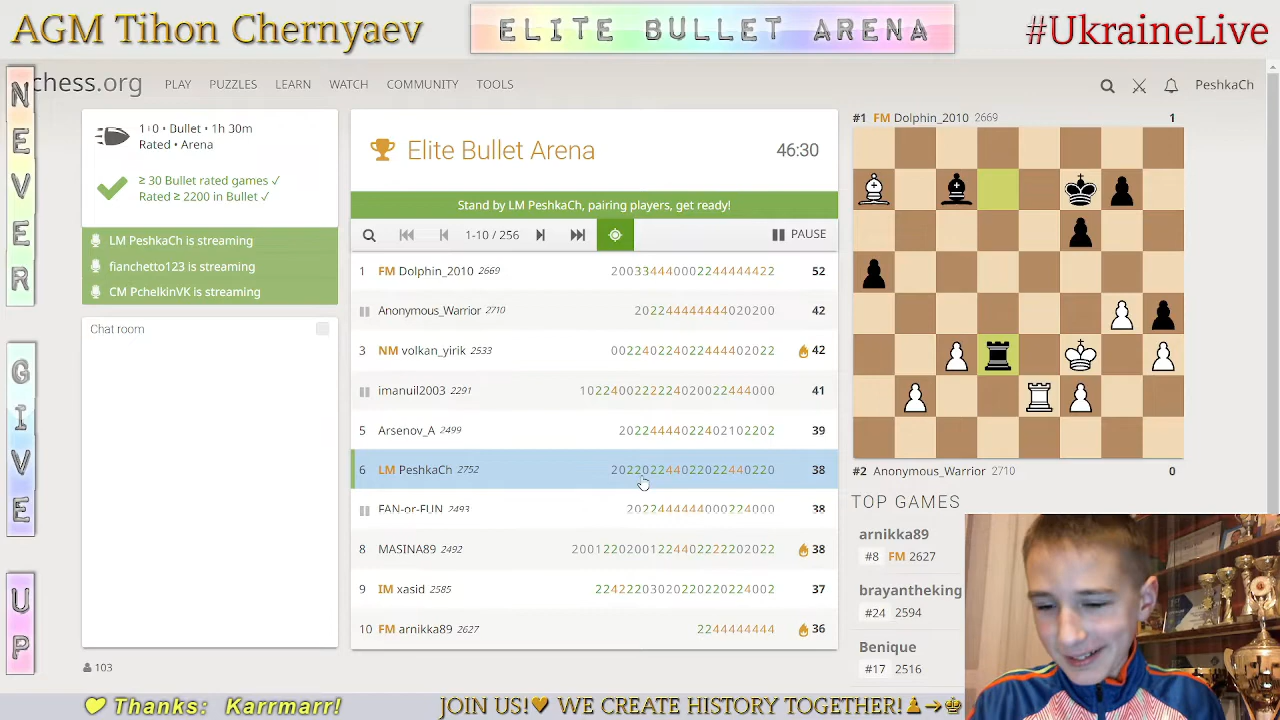 AGM Tihon Chernyaev
ELITE BULLET ARENA
#UkraineLive
NEVER
GIVE
UP
chess.org
PLAY PUZZLES LEARN WATCH COMMUNITY TOOLS
PeshkaCh
1+0 • Bullet • 1h 30m
Rated • Arena
≥ 30 Bullet rated games ✓
Rated ≥ 2200 in Bullet ✓
LM PeshkaCh is streaming
fianchetto123 is streaming
CM PchelkinVK is streaming
Chat room
103
Elite Bullet Arena 46:30
Stand by LM PeshkaCh, pairing players, get ready!
1-10 / 256 PAUSE
1 FM Dolphin_2010 2669 20033444000224444422 52
Anonymous_Warrior 2710 20224444444020200 42
3 NM volkan_yirik 2533 002240224022444402022 42
imanuil2003 2291 1022400222224020022444000 41
5 Arsenov_A 2499 20224444022402102202 39
6 LM PeshkaCh 2752 202202244022022440220 38
FAN-or-FUN 2493 2022444444000224000 38
8 MASINA89 2492 20012202001224402222202022 38
9 IM xasid 2585 22422203020220220224002 37
10 FM arnikka89 2627 2244444444 36
#1 FM Dolphin_2010 2669 1
#2 Anonymous_Warrior 2710 0
TOP GAMES
arnikka89
#8 FM 2627
brayantheking
#24 2594
Benique
#17 2516
Thanks: Karrmarr!
JOIN US!♥ WE CREATE HISTORY TOGETHER!♟→♔